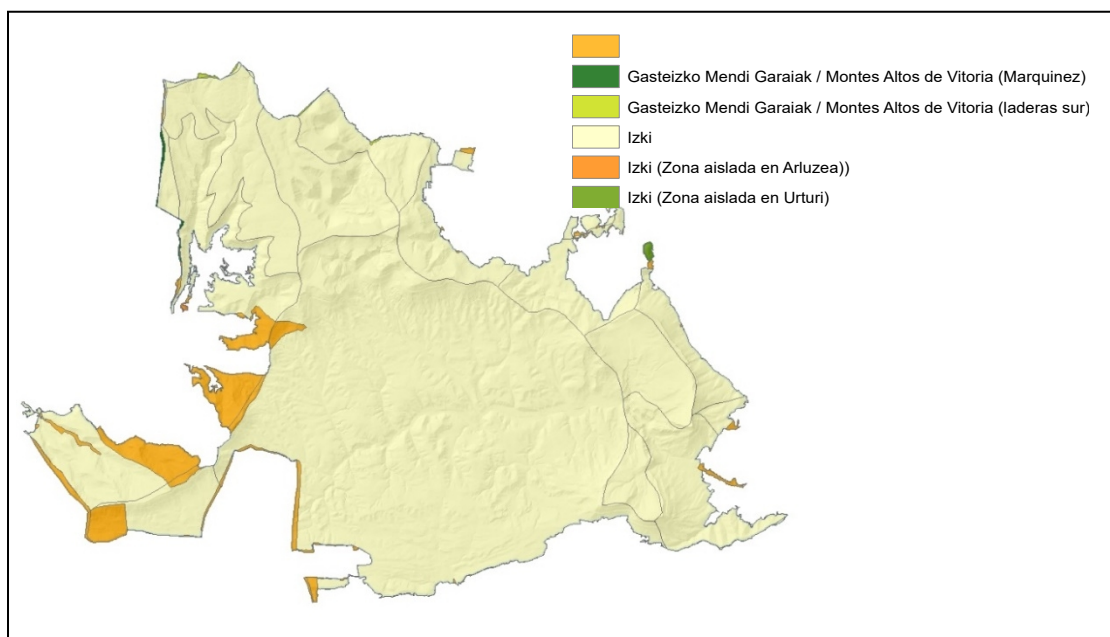 Gasteizko Mendi Garaiak / Montes Altos de Vitoria (Marquinez)
Gasteizko Mendi Garaiak / Montes Altos de Vitoria (laderas sur)
Izki
Izki (Zona aislada en Arluzea))
Izki (Zona aislada en Urturi)